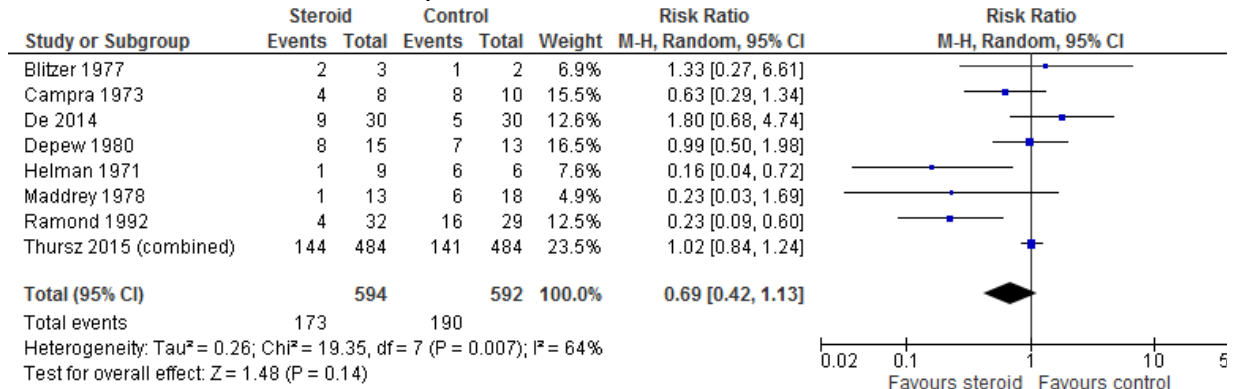 Steroid Control Risk Ratio Risk Ratio
Study or Subgroup Events Total Events Total Weight M-H, Random, 95% CI M-H, Random, 95% CI
Blitzer 1977 2 3 1 2 6.9% 1.33 [0.27, 6.61]
Campra 1973 4 8 8 10 15.5% 0.63 [0.29, 1.34]
De 2014 9 30 5 30 12.6% 1.80 [0.68, 4.74]
Depew 1980 8 15 7 13 16.5% 0.99 [0.50, 1.98]
Helman 1971 1 9 6 6 7.6% 0.16 [0.04, 0.72]
Maddrey 1978 1 13 6 18 4.9% 0.23 [0.03, 1.69]
Ramond 1992 4 32 16 29 12.5% 0.23 [0.09, 0.60]
Thursz 2015 (combined) 144 484 141 484 23.5% 1.02 [0.84, 1.24]
Total (95% CI) 594 592 100.0% 0.69 [0.42, 1.13]
Total events 173 190
Heterogeneity: Tau² = 0.26; Chi² = 19.35, df = 7 (P = 0.007); I² = 64%
Test for overall effect: Z = 1.48 (P = 0.14)
0.02 0.1 1 10 5
Favours steroid Favours control